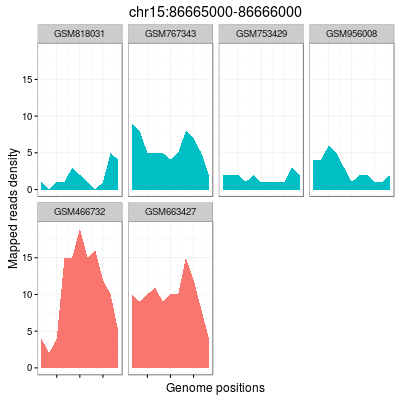 chr15:86665000-86666000
GSM818031 GSM767343 GSM753429 GSM956008
15
10
5
0
Mapped reads density
GSM466732 GSM663427
15
10
5
0
Genome positions